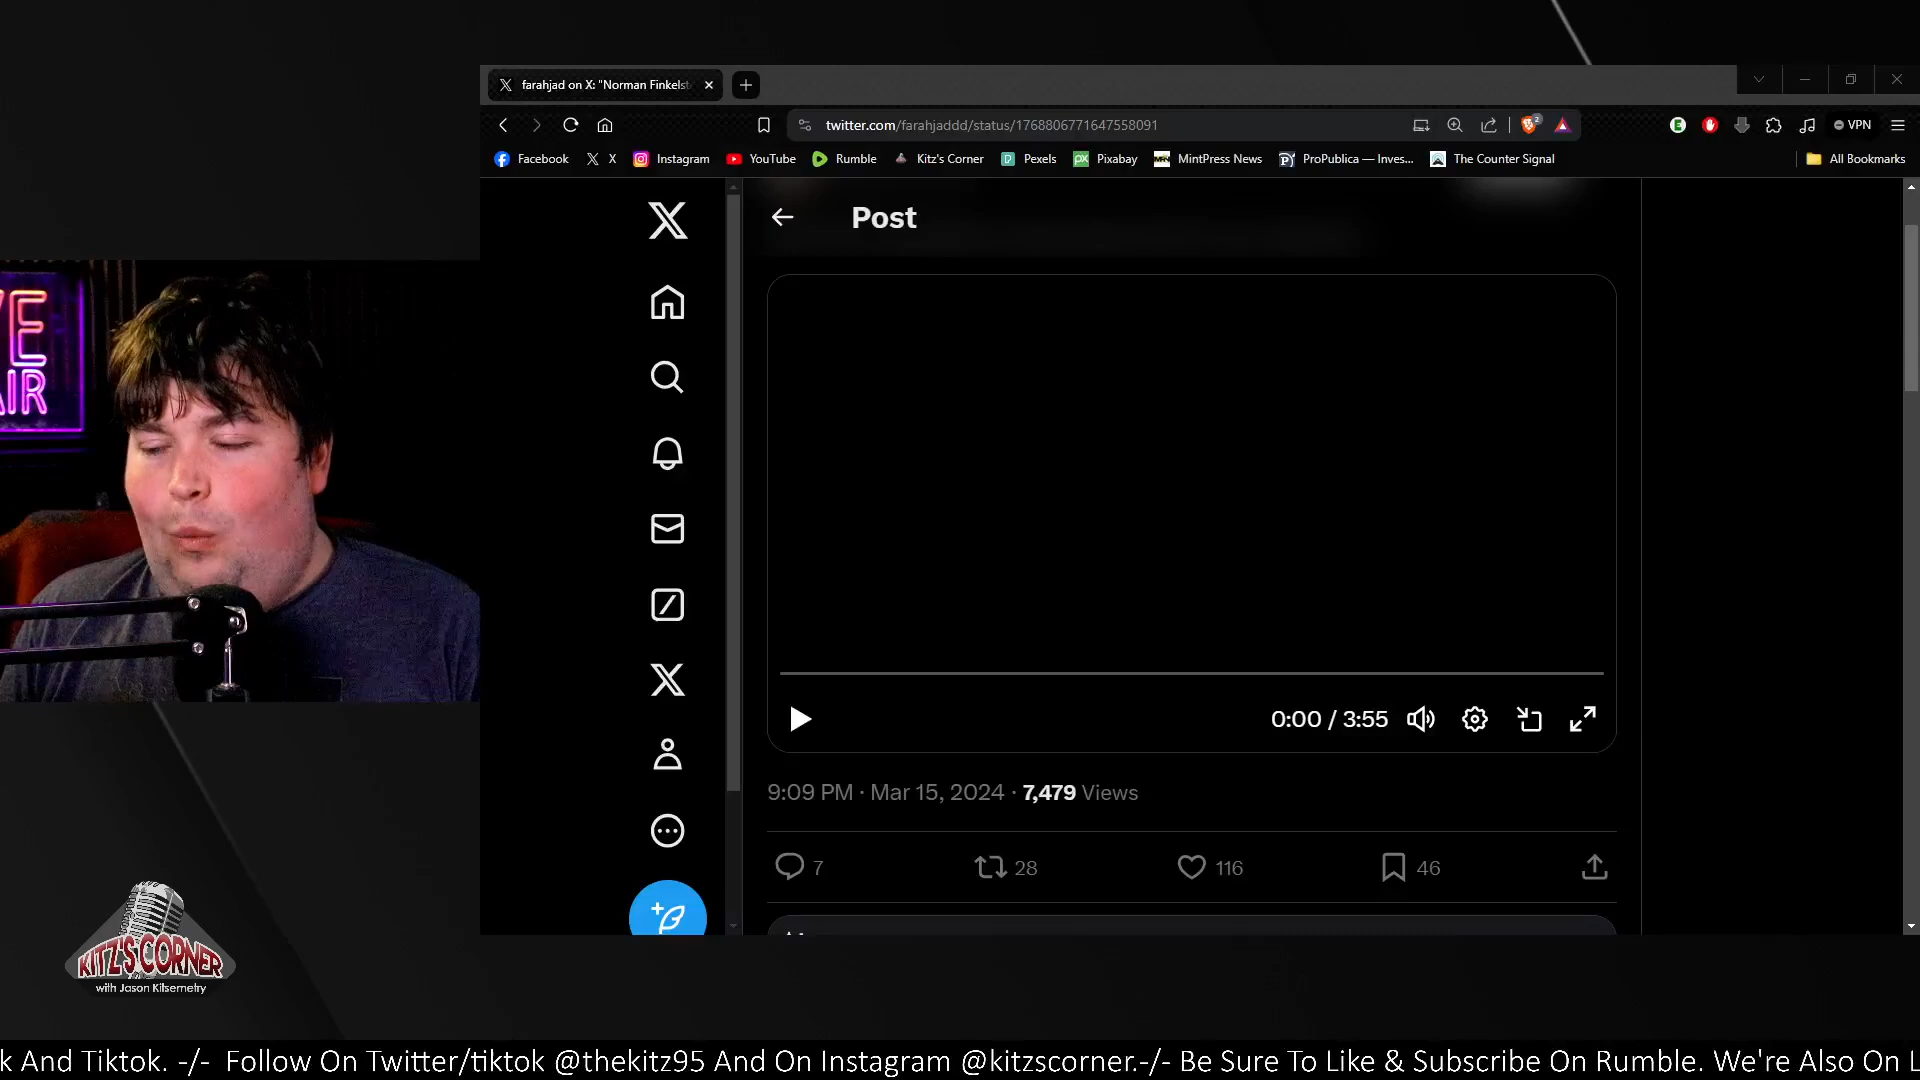 farahjad on X: "Norman Finkelst
twitter.com/farahjaddd/status/1768806771647558091
VPN
Facebook
X
Instagram
YouTube
Rumble
Kitz's Corner
Pexels
Pixabay
MintPress News
ProPublica — Inves...
The Counter Signal
All Bookmarks
Post
VE
AIR
0:00 / 3:55
9:09 PM · Mar 15, 2024 · 7,479 Views
7
28
116
46
KITZ'S CORNER
with Jason Kitsemetry
k And Tiktok. -/- Follow On Twitter/tiktok @thekitz95 And On Instagram @kitzscorner.-/- Be Sure To Like & Subscribe On Rumble. We're Also On L